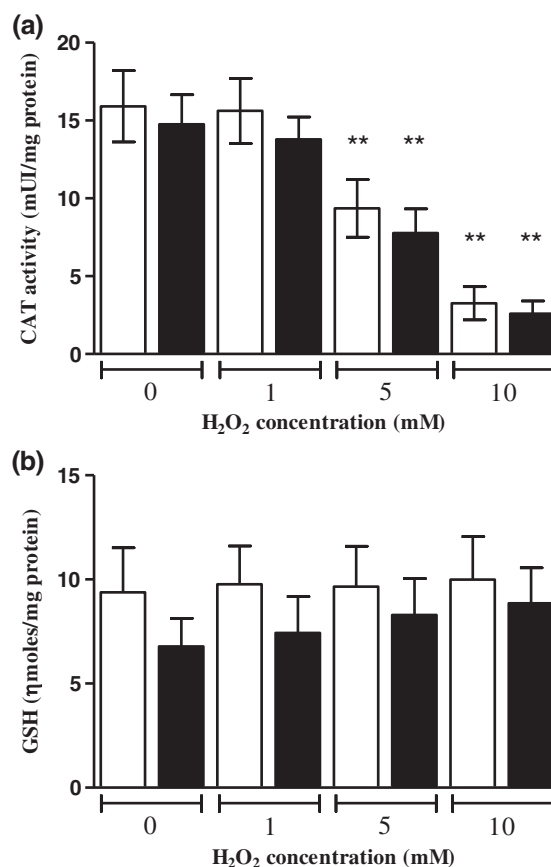 (a)
CAT activity (mUI/mg protein)
20
15
10
5
0
** **
** **
0 1 5 10
H₂O₂ concentration (mM)
(b)
GSH (ηmoles/mg protein)
15
10
5
0
0 1 5 10
H₂O₂ concentration (mM)